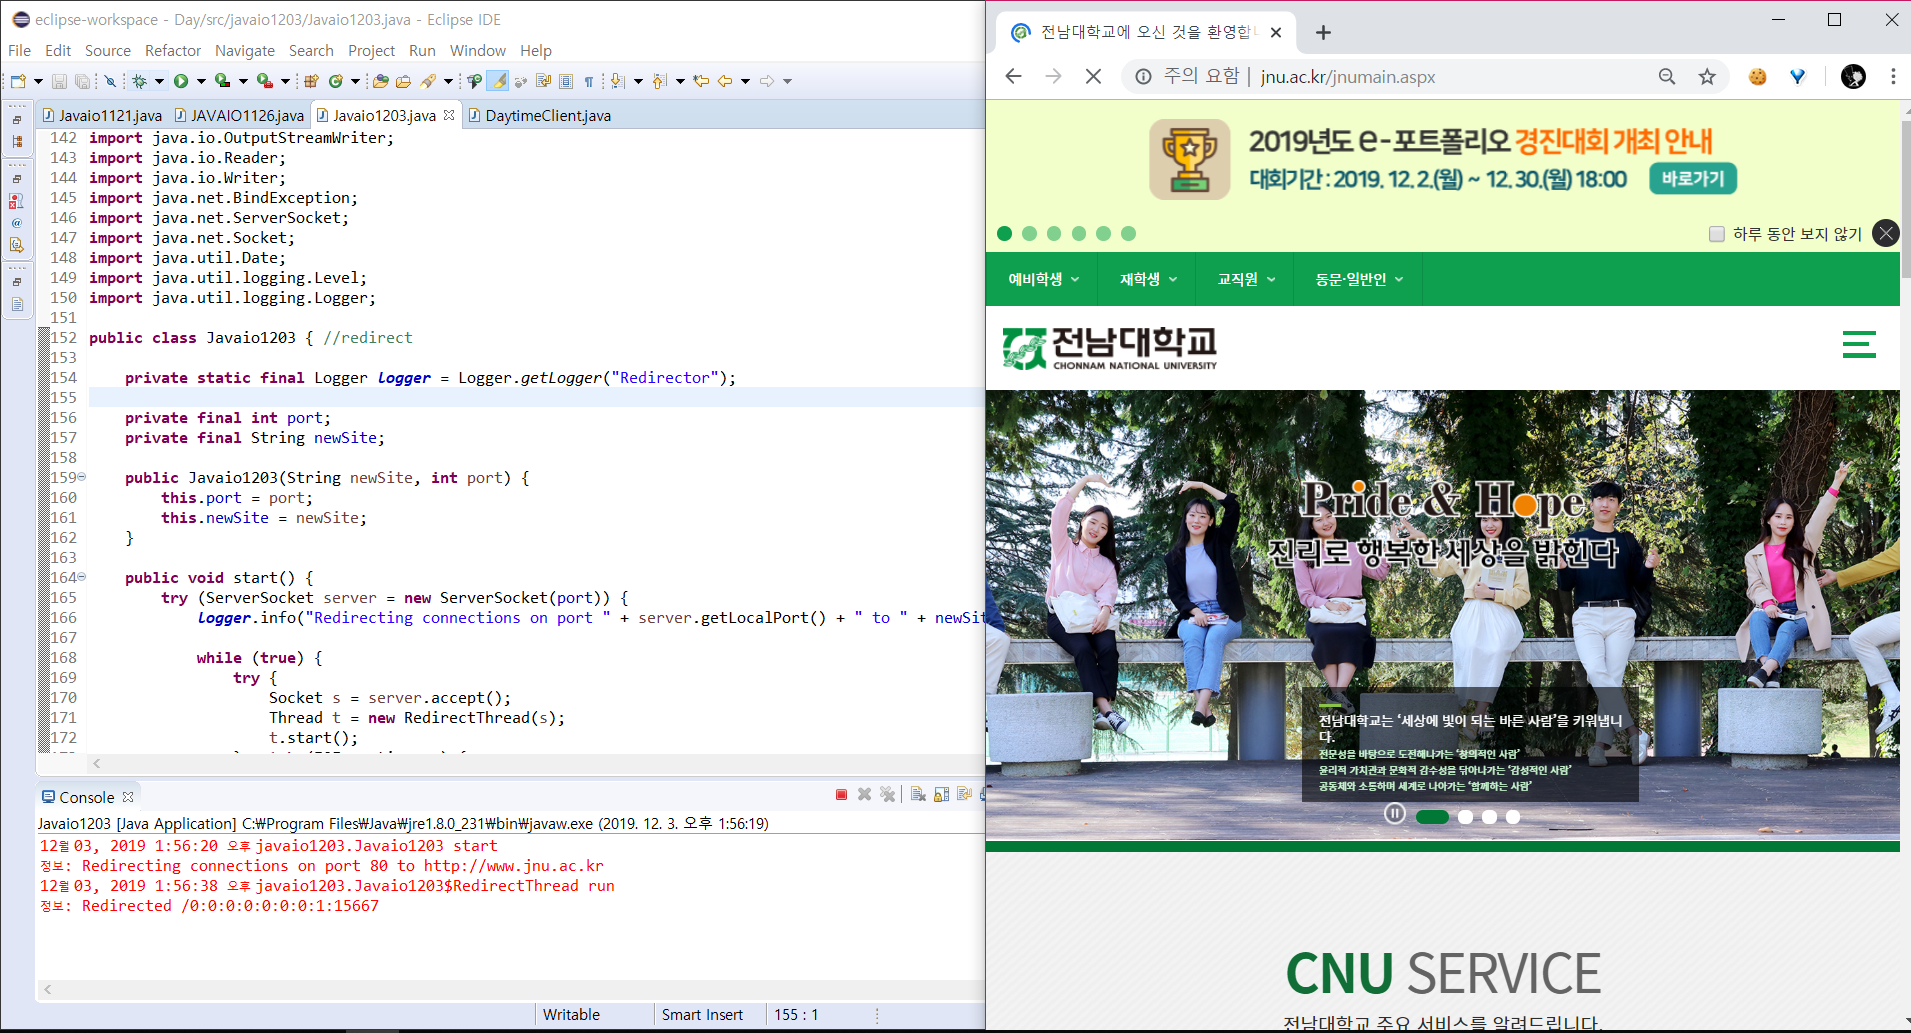 eclipse-workspace - Day/src/javaio1203/Javaio1203.java - Eclipse IDE
File Edit Source Refactor Navigate Search Project Run Window Help
Javaio1121.java JAVAIO1126.java Javaio1203.java DaytimeClient.java
142 import java.io.OutputStreamWriter;
143 import java.io.Reader;
144 import java.io.Writer;
145 import java.net.BindException;
146 import java.net.ServerSocket;
147 import java.net.Socket;
148 import java.util.Date;
149 import java.util.logging.Level;
150 import java.util.logging.Logger;
151
152 public class Javaio1203 { //redirect
153
154 private static final Logger logger = Logger.getLogger("Redirector");
155
156 private final int port;
157 private final String newSite;
158
159 public Javaio1203(String newSite, int port) {
160 this.port = port;
161 this.newSite = newSite;
162 }
163
164 public void start() {
165 try (ServerSocket server = new ServerSocket(port)) {
166 logger.info("Redirecting connections on port " + server.getLocalPort() + " to " + newSit
167
168 while (true) {
169 try {
170 Socket s = server.accept();
171 Thread t = new RedirectThread(s);
172 t.start();
Console
Javaio1203 [Java Application] C:₩Program Files₩Java₩jre1.8.0_231₩bin₩javaw.exe (2019. 12. 3. 오후 1:56:19)
12월 03, 2019 1:56:20 오후 javaio1203.Javaio1203 start
정보: Redirecting connections on port 80 to http://www.jnu.ac.kr
12월 03, 2019 1:56:38 오후 javaio1203.Javaio1203$RedirectThread run
정보: Redirected /0:0:0:0:0:0:0:1:15667
Writable Smart Insert 155 : 1
전남대학교에 오신 것을 환영합니
주의 요함 | jnu.ac.kr/jnumain.aspx
2019년도 e-포트폴리오 경진대회 개최 안내
대회기간 : 2019. 12. 2.(월) ~ 12. 30.(월) 18:00 바로가기
하루 동안 보지 않기
예비학생 재학생 교직원 동문·일반인
전남대학교
CHONNAM NATIONAL UNIVERSITY
Pride & Hope
진리로 행복한 세상을 밝힌다
전남대학교는 ‘세상에 빛이 되는 바른 사람’을 키워냅니
다.
전문성을 바탕으로 도전해나가는 ‘창의적인 사람’
윤리적 가치관과 문화적 감수성을 닦아나가는 ‘감성적인 사람’
공동체와 소통하며 세계로 나아가는 ‘함께하는 사람’
CNU SERVICE
전남대학교 주요 서비스를 알려드립니다.